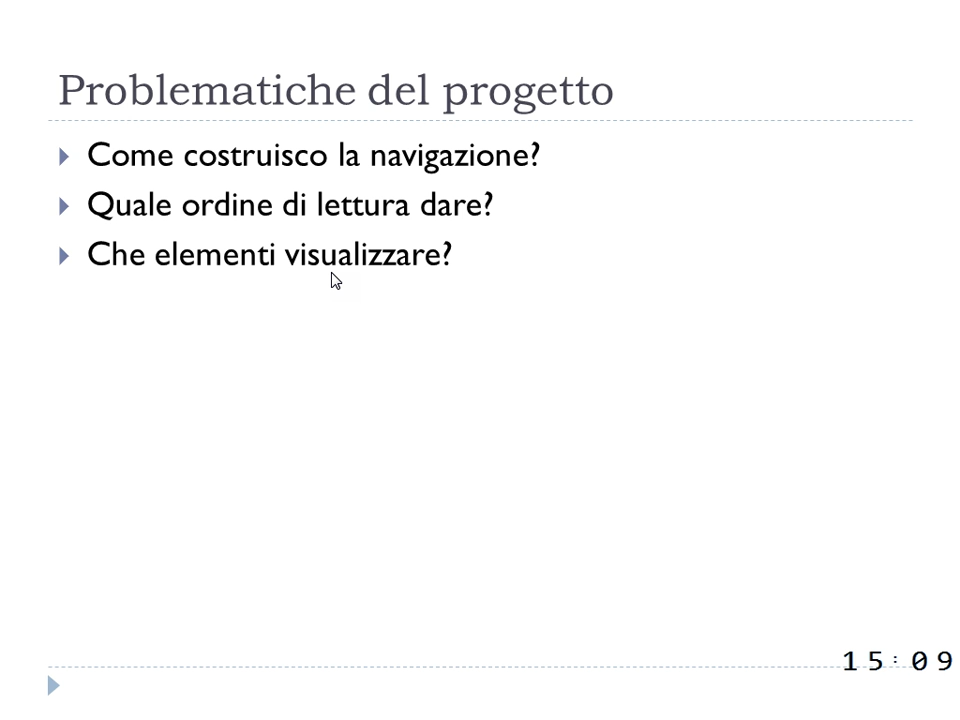 Problematiche del progetto
Come costruisco la navigazione?
Quale ordine di lettura dare?
Che elementi visualizzare?
15:09